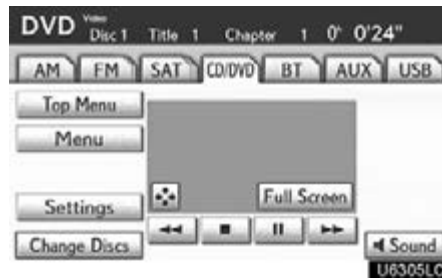 DVD Video Disc 1 Title 1 Chapter 1 0h 0'24"
AM FM SAT CD/DVD BT AUX USB
Top Menu
Menu
Settings
Full Screen
Change Discs
Sound
U6305LC